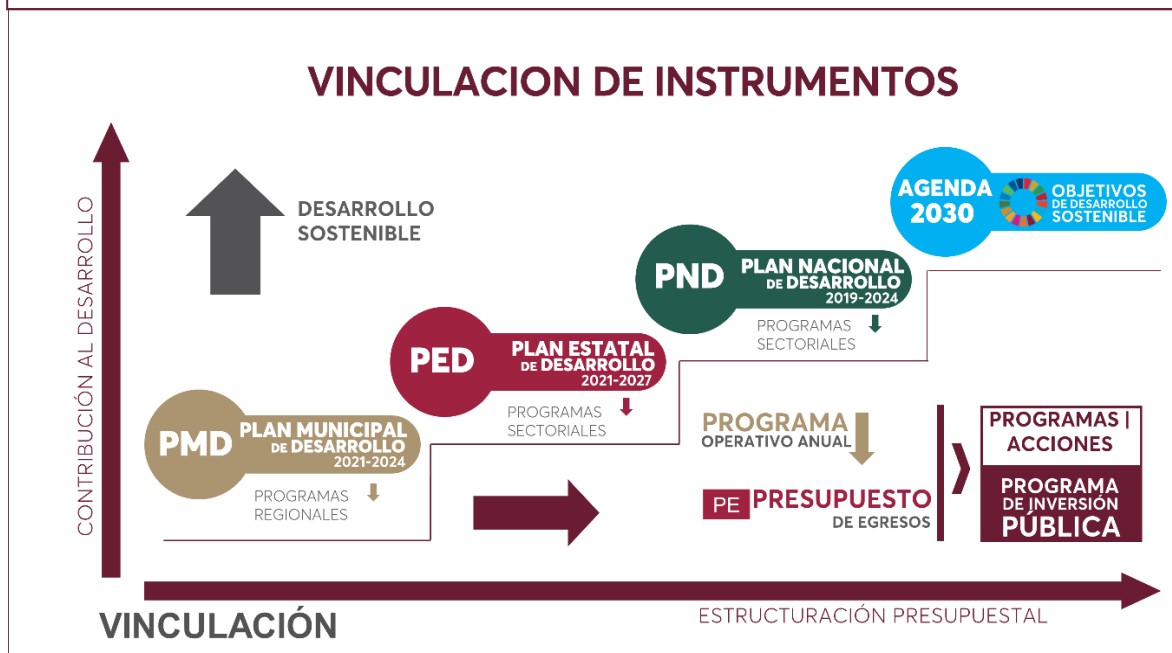 VINCULACION DE INSTRUMENTOS
CONTRIBUCIÓN AL DESARROLLO
DESARROLLO
SOSTENIBLE
AGENDA
2030
OBJETIVOS
DE DESARROLLO
SOSTENIBLE
PND
PLAN NACIONAL
DE DESARROLLO
2019-2024
PROGRAMAS
SECTORIALES
PED
PLAN ESTATAL
DE DESARROLLO
2021-2027
PROGRAMAS
SECTORIALES
PMD
PLAN MUNICIPAL
DE DESARROLLO
2021-2024
PROGRAMAS
REGIONALES
PROGRAMA
OPERATIVO ANUAL
PE PRESUPUESTO
DE EGRESOS
PROGRAMAS |
ACCIONES
PROGRAMA
DE INVERSIÓN
PÚBLICA
VINCULACIÓN
ESTRUCTURACIÓN PRESUPUESTAL